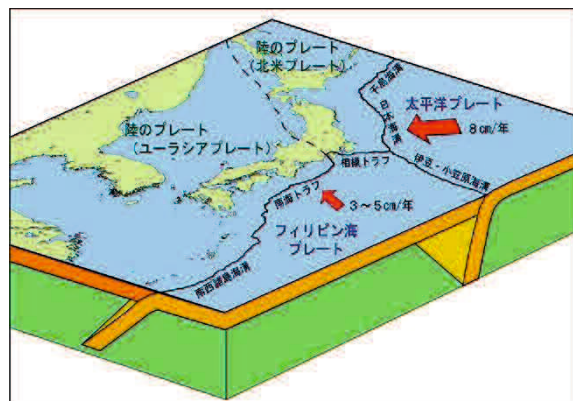 陸のプレート
(北米プレート)
千島海溝
日本海溝
太平洋プレート
8cm/年
陸のプレート
(ユーラシアプレート)
相模トラフ
伊豆・小笠原海溝
南海トラフ
3～5cm/年
フィリピン海
プレート
南西諸島海溝